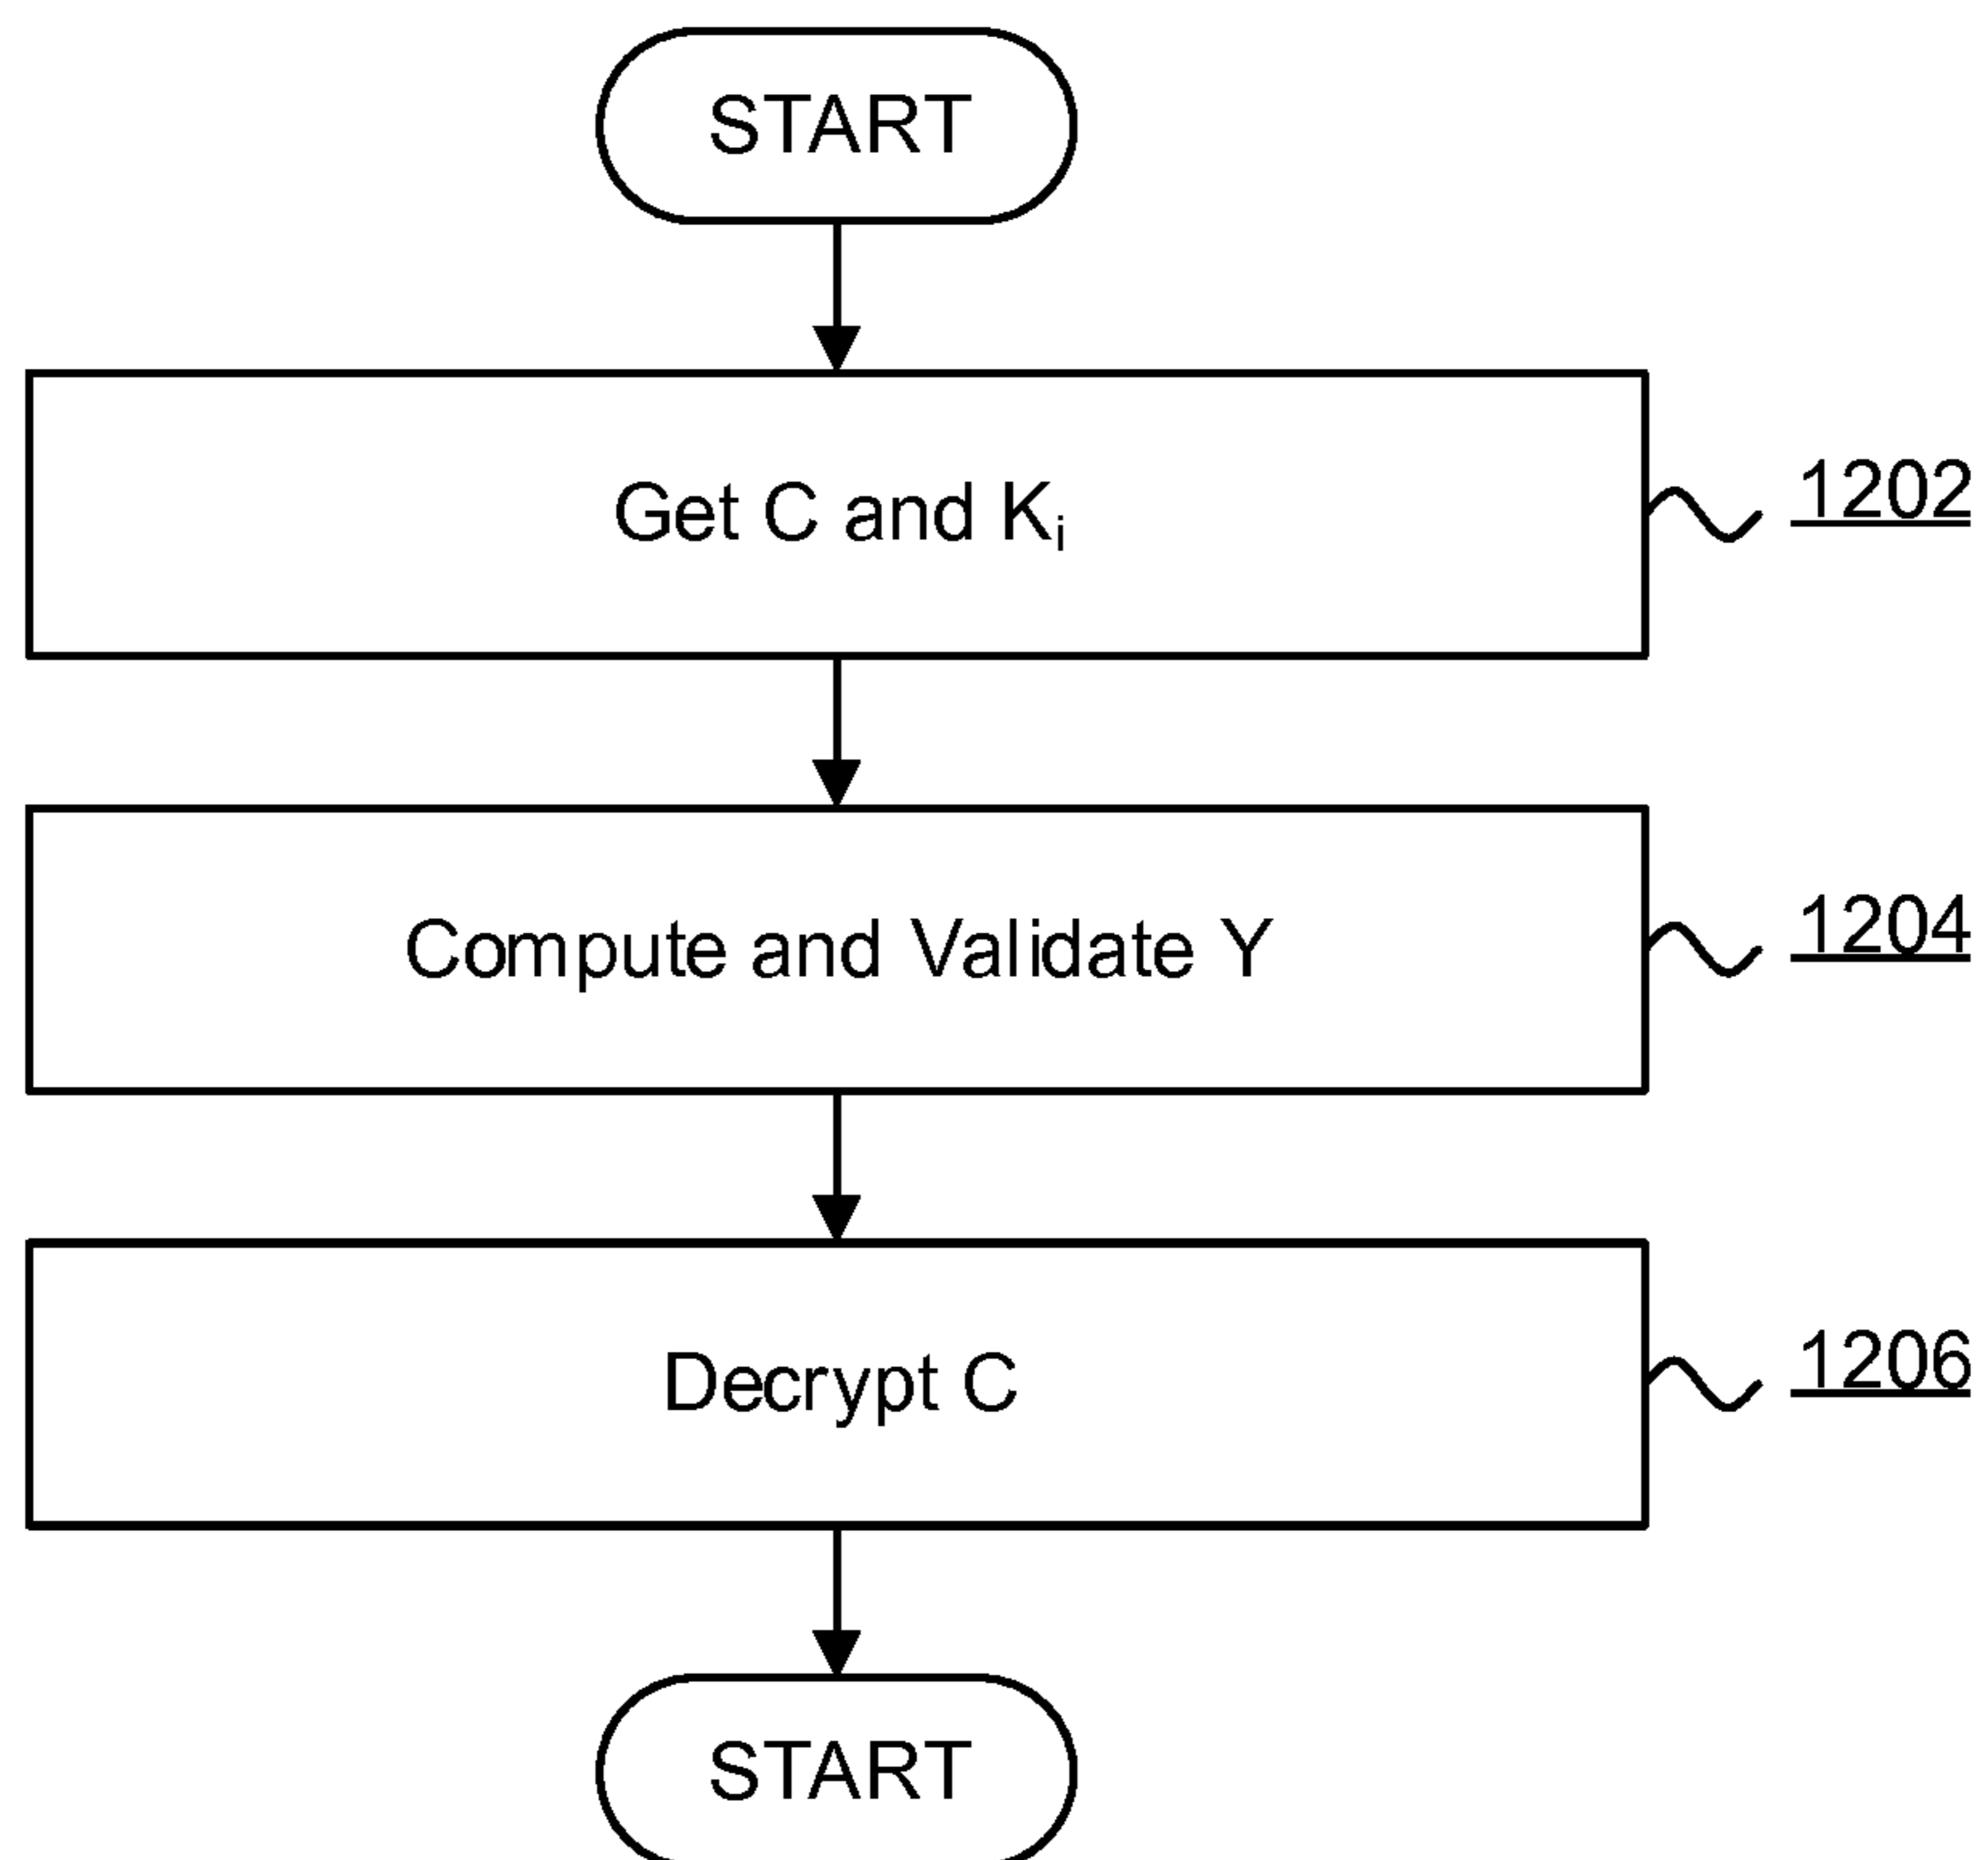 START
Get C and Kᵢ
1202
Compute and Validate Y
1204
Decrypt C
1206
START